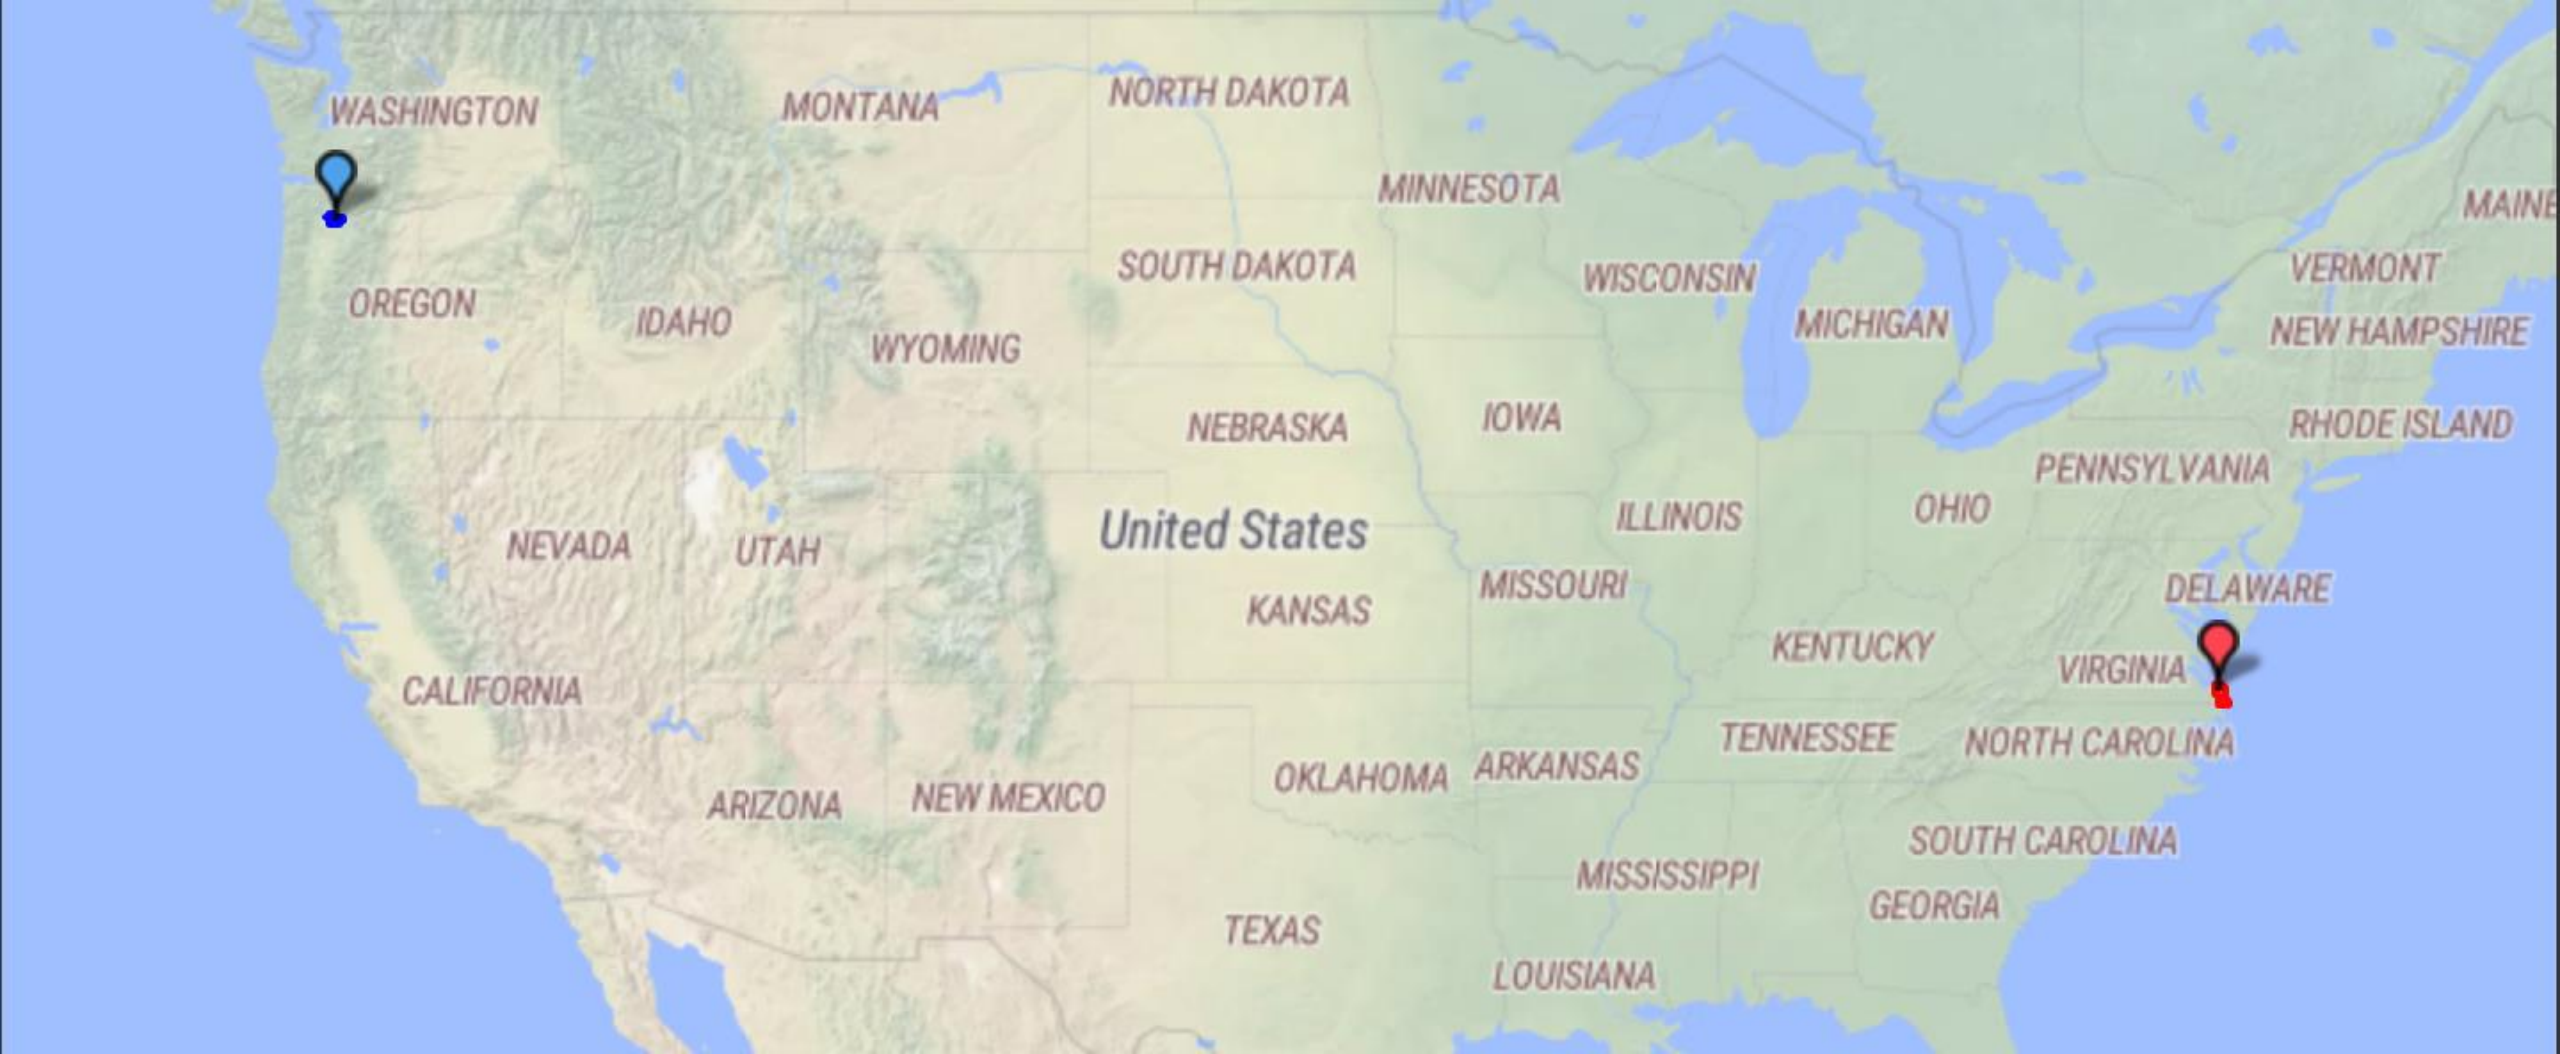 WASHINGTON
MONTANA
NORTH DAKOTA
MINNESOTA
MAINE
SOUTH DAKOTA
WISCONSIN
VERMONT
OREGON
IDAHO
WYOMING
MICHIGAN
NEW HAMPSHIRE
NEBRASKA
IOWA
RHODE ISLAND
PENNSYLVANIA
NEVADA
UTAH
United States
ILLINOIS
OHIO
KANSAS
MISSOURI
DELAWARE
CALIFORNIA
KENTUCKY
VIRGINIA
ARIZONA
NEW MEXICO
OKLAHOMA
ARKANSAS
TENNESSEE
NORTH CAROLINA
SOUTH CAROLINA
MISSISSIPPI
GEORGIA
TEXAS
LOUISIANA